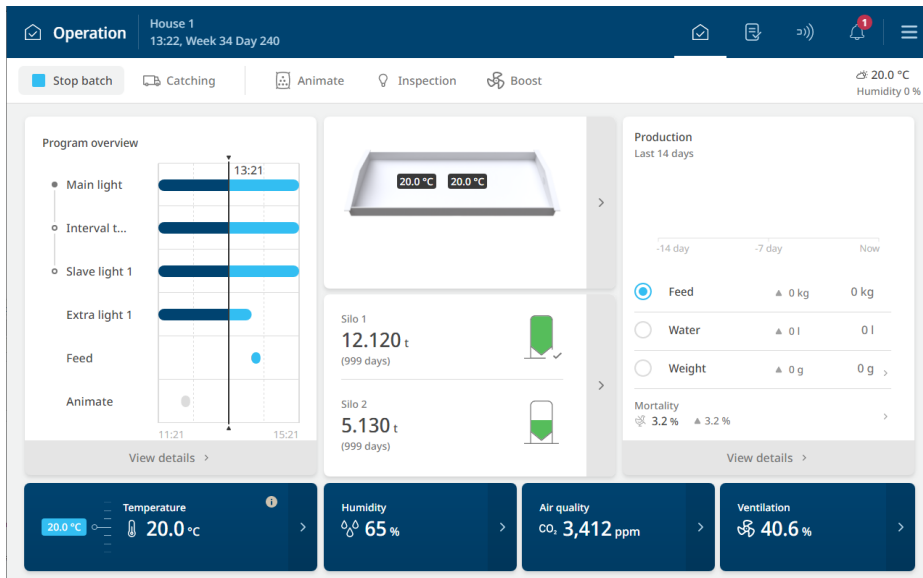 Operation
House 1
13:22, Week 34 Day 240
1
Stop batch
Catching
Animate
Inspection
Boost
20.0 °C
Humidity 0 %
Program overview
13:21
Main light
Interval t...
Slave light 1
Extra light 1
Feed
Animate
11:21 15:21
View details
20.0 °C 20.0 °C
Silo 1
12.120 t
(999 days)
Silo 2
5.130 t
(999 days)
Production
Last 14 days
-14 day -7 day Now
Feed 0 kg 0 kg
Water 0 l 0 l
Weight 0 g 0 g
Mortality
3.2 % 3.2 %
View details
Temperature
20.0 °C 20.0 °C
Humidity
65 %
Air quality
CO₂ 3,412 ppm
Ventilation
40.6 %